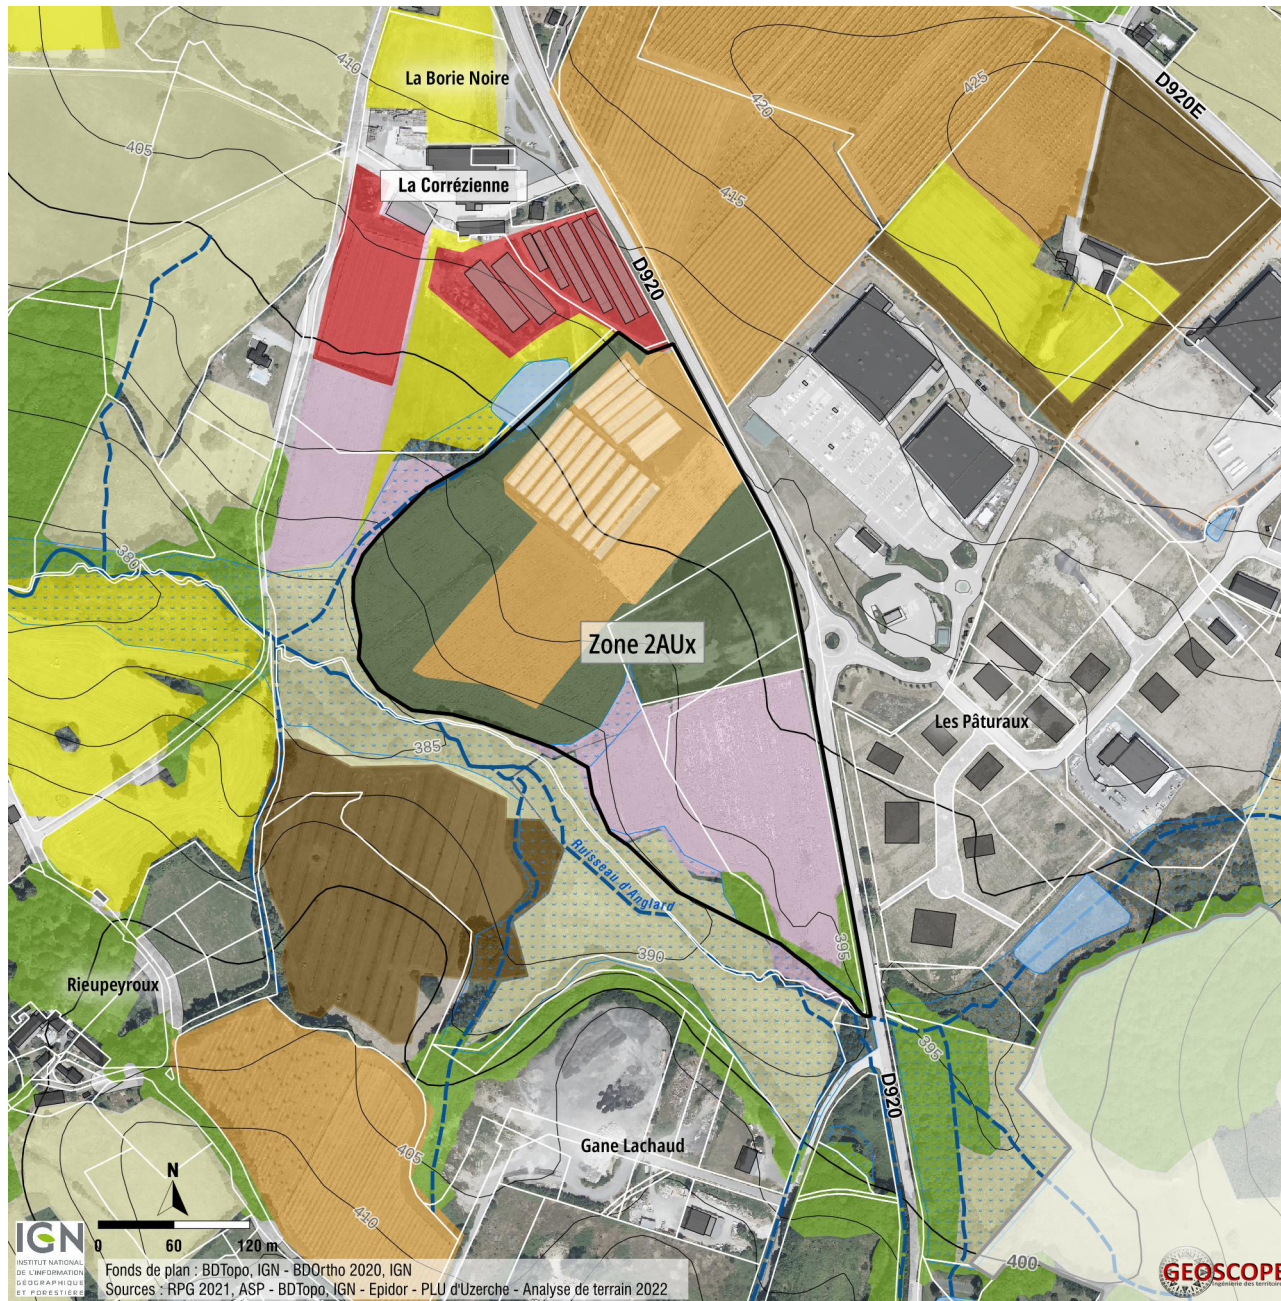 La Borie Noire
410
425
D920E
420
405
La Corrézienne
415
D920
380
Zone 2AUx
Les Pâturaux
385
Ruisseau d'Anglard
390
395
Rieupeyroux
395
D920
Gane Lachaud
405
410
400
N
0 60 120 m
IGN
INSTITUT NATIONAL
DE L'INFORMATION
GÉOGRAPHIQUE
ET FORESTIÈRE
Fonds de plan : BDTopo, IGN - BDOrtho 2020, IGN
Sources : RPG 2021, ASP - BDTopo, IGN - Epidor - PLU d'Uzerche - Analyse de terrain 2022
GEOSCOPE
Ingénierie des territoires